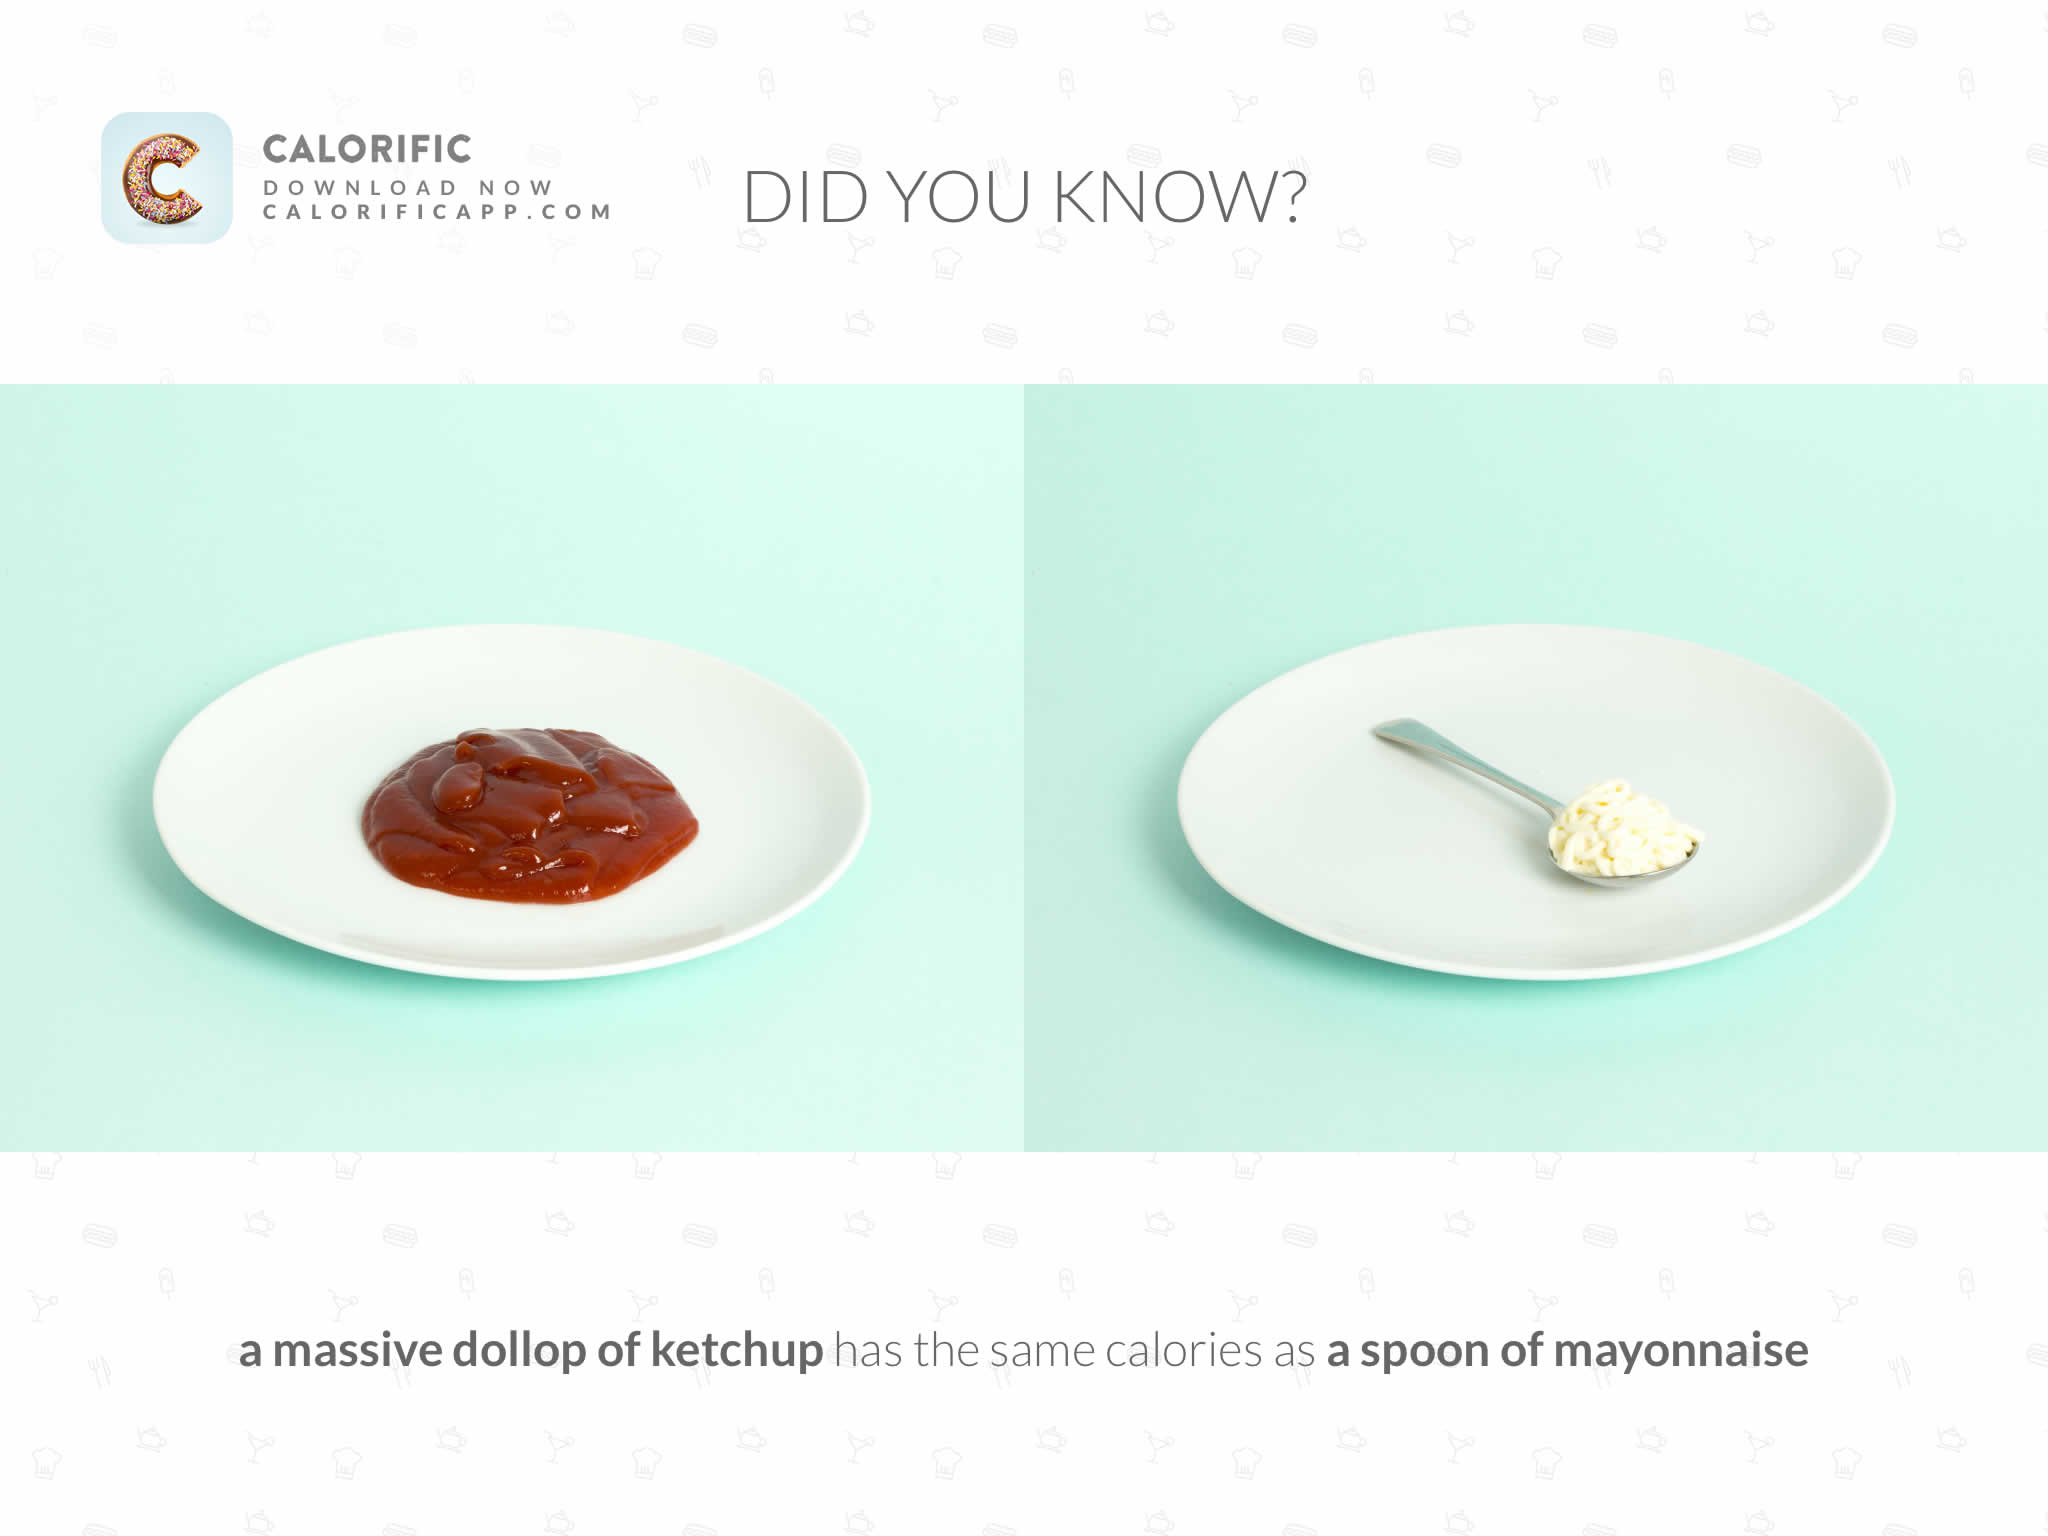 CALORIFIC
DOWNLOAD NOW
CALORIFICAPP.COM
DID YOU KNOW?
a massive dollop of ketchup has the same calories as a spoon of mayonnaise